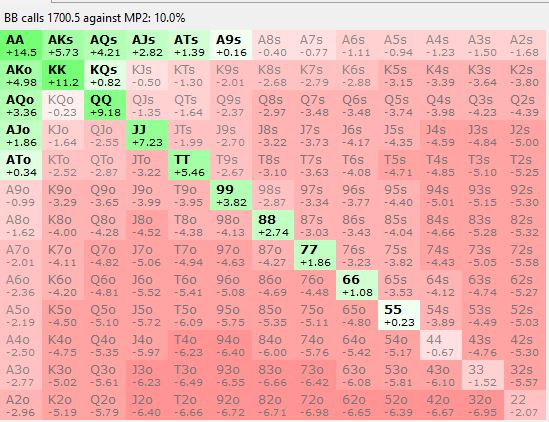 BB calls 1700.5 against MP2: 10.0%
AA AKs AQs AJs ATs A9s A8s A7s A6s A5s A4s A3s A2s
+14.5 +5.73 +4.21 +2.82 +1.39 +0.16 -0.40 -0.77 -1.11 -0.94 -1.23 -1.50 -1.68
AKo KK KQs KJs KTs K9s K8s K7s K6s K5s K4s K3s K2s
+4.98 +11.2 +0.82 -0.50 -1.30 -2.01 -2.68 -2.79 -2.88 -3.15 -3.39 -3.64 -3.80
AQo KQo QQ QJs QTs Q9s Q8s Q7s Q6s Q5s Q4s Q3s Q2s
+3.36 -0.23 +9.18 -1.35 -1.64 -2.37 -2.97 -3.48 -3.48 -3.74 -3.98 -4.23 -4.39
AJo KJo QJo JJ JTs J9s J8s J7s J6s J5s J4s J3s J2s
+1.86 -1.64 -2.55 +7.23 -1.99 -2.70 -3.22 -3.73 -4.17 -4.35 -4.59 -4.84 -5.00
ATo KTo QTo JTo TT T9s T8s T7s T6s T5s T4s T3s T2s
+0.34 -2.52 -2.87 -3.22 +5.46 -2.67 -3.10 -3.63 -4.08 -4.71 -4.85 -5.10 -5.25
A9o K9o Q9o J9o T9o 99 98s 97s 96s 95s 94s 93s 92s
-0.99 -3.29 -3.65 -3.99 -3.95 +3.82 -2.87 -3.34 -3.77 -4.40 -5.01 -5.15 -5.30
A8o K8o Q8o J8o T8o 98o 88 87s 86s 85s 84s 83s 82s
-1.62 -4.00 -4.28 -4.52 -4.38 -4.13 +2.74 -3.03 -3.43 -4.04 -4.66 -5.28 -5.32
A7o K7o Q7o J7o T7o 97o 87o 77 76s 75s 74s 73s 72s
-2.01 -4.11 -4.82 -5.06 -4.94 -4.63 -4.27 +1.86 -3.23 -3.82 -4.43 -5.05 -5.58
A6o K6o Q6o J6o T6o 96o 86o 76o 66 65s 64s 63s 62s
-2.36 -4.20 -4.81 -5.52 -5.41 -5.08 -4.69 -4.48 +1.08 -3.53 -4.12 -4.74 -5.27
A5o K5o Q5o J5o T5o 95o 85o 75o 65o 55 54s 53s 52s
-2.19 -4.50 -5.10 -5.72 -6.09 -5.75 -5.35 -5.11 -4.80 +0.23 -3.89 -4.49 -5.03
A4o K4o Q4o J4o T4o 94o 84o 74o 64o 54o 44 43s 42s
-2.50 -4.75 -5.35 -5.97 -6.23 -6.40 -6.00 -5.76 -5.42 -5.17 -0.67 -4.76 -5.30
A3o K3o Q3o J3o T3o 93o 83o 73o 63o 53o 43o 33 32s
-2.77 -5.02 -5.61 -6.23 -6.49 -6.55 -6.66 -6.42 -6.08 -5.81 -6.10 -1.52 -5.57
A2o K2o Q2o J2o T2o 92o 82o 72o 62o 52o 42o 32o 22
-2.96 -5.19 -5.79 -6.40 -6.66 -6.72 -6.71 -6.98 -6.65 -6.39 -6.67 -6.95 -2.07